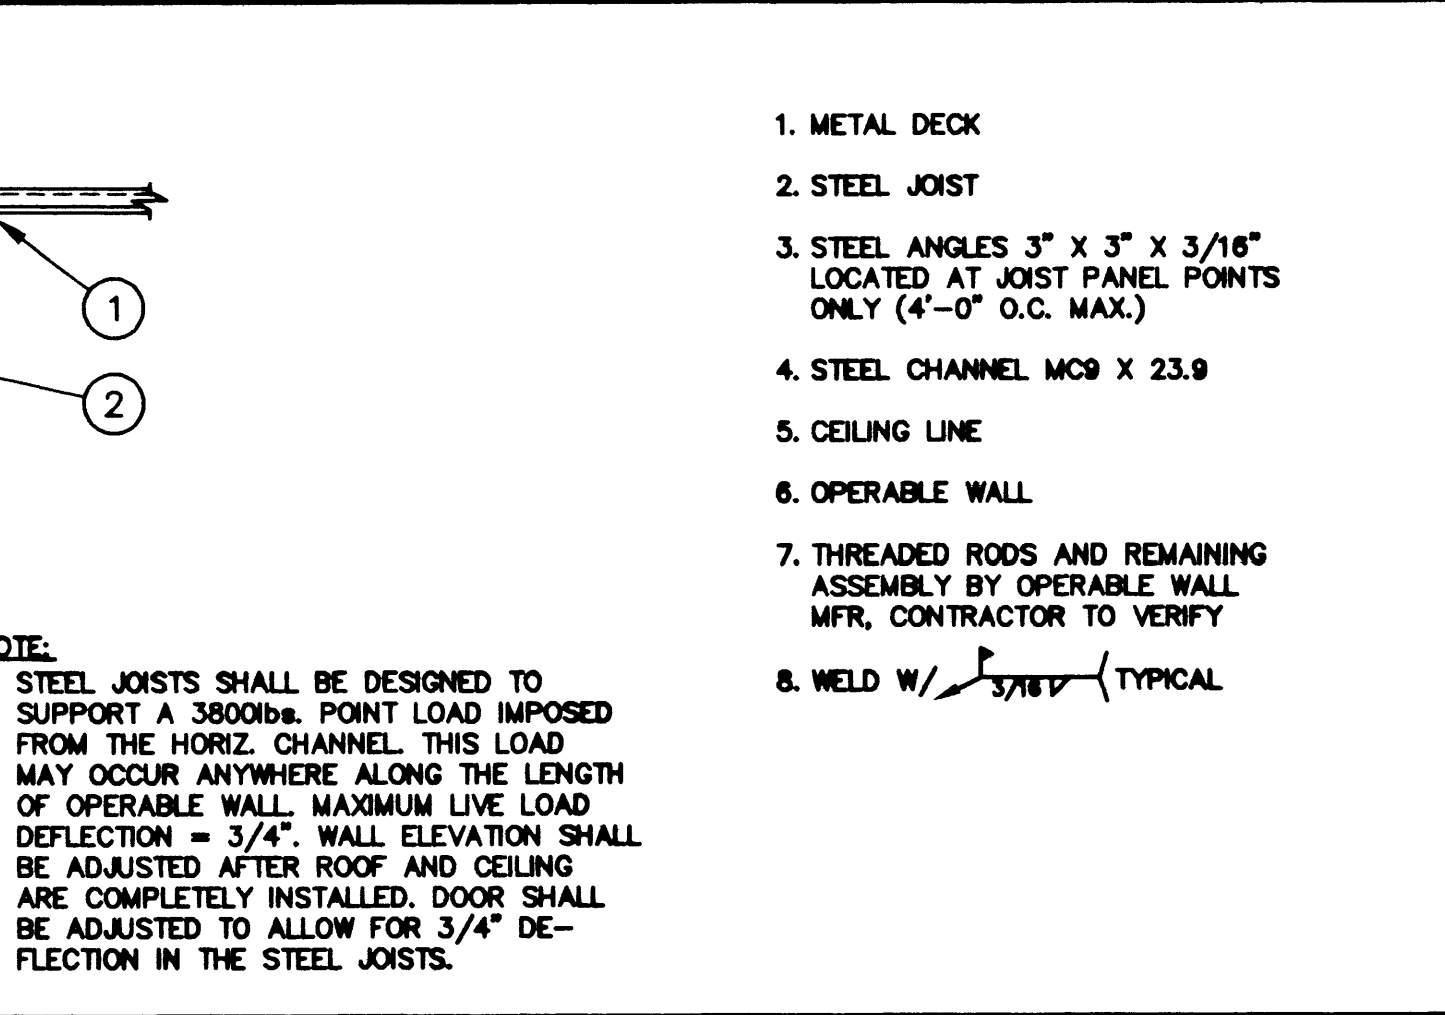 1
2
OTE:
STEEL JOISTS SHALL BE DESIGNED TO
SUPPORT A 3800lbs. POINT LOAD IMPOSED
FROM THE HORIZ. CHANNEL. THIS LOAD
MAY OCCUR ANYWHERE ALONG THE LENGTH
OF OPERABLE WALL. MAXIMUM LIVE LOAD
DEFLECTION = 3/4". WALL ELEVATION SHALL
BE ADJUSTED AFTER ROOF AND CEILING
ARE COMPLETELY INSTALLED. DOOR SHALL
BE ADJUSTED TO ALLOW FOR 3/4" DE-
FLECTION IN THE STEEL JOISTS.
1. METAL DECK
2. STEEL JOIST
3. STEEL ANGLES 3" X 3" X 3/16"
LOCATED AT JOIST PANEL POINTS
ONLY (4'-0" O.C. MAX.)
4. STEEL CHANNEL MC9 X 23.9
5. CEILING LINE
6. OPERABLE WALL
7. THREADED RODS AND REMAINING
ASSEMBLY BY OPERABLE WALL
MFR, CONTRACTOR TO VERIFY
8. WELD W/ 3/16 TYPICAL